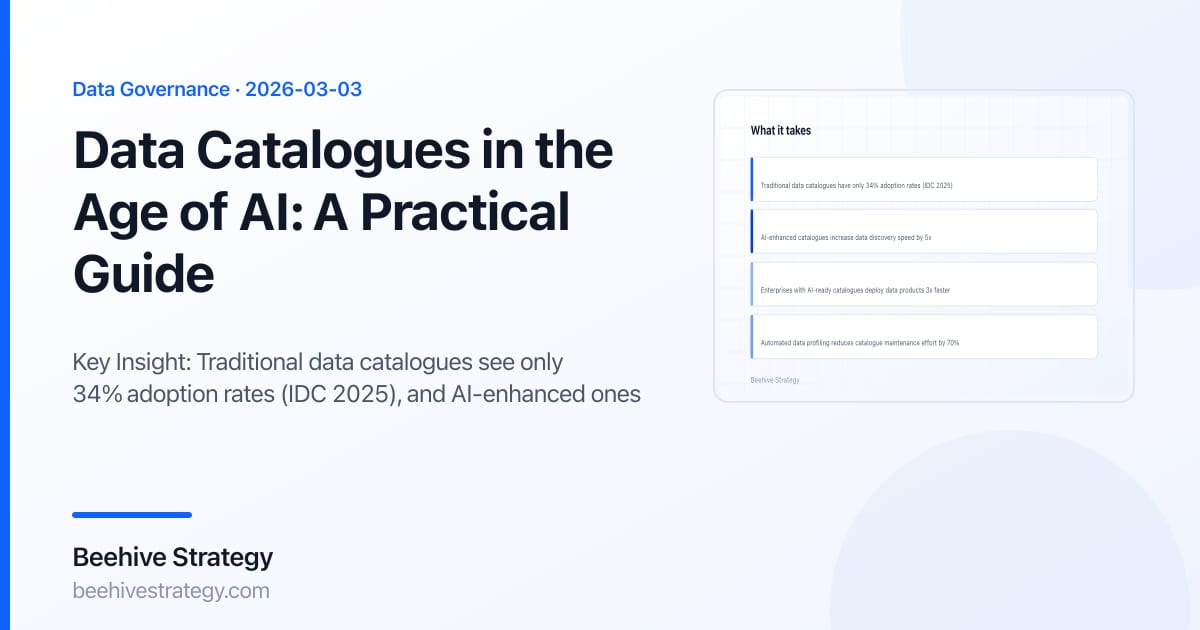 Data Governance · 2026-03-03
Data Catalogues in the
Age of AI: A Practical
Guide
Key Insight: Traditional data catalogues see only
34% adoption rates (IDC 2025), and AI-enhanced ones
Beehive Strategy
beehivestrategy.com
What it takes
Traditional data catalogues have only 34% adoption rates (IDC 2025)
AI-enhanced catalogues increase data discovery speed by 5x
Enterprises with AI-ready catalogues deploy data products 3x faster
Automated data profiling reduces catalogue maintenance effort by 70%
Beehive Strategy